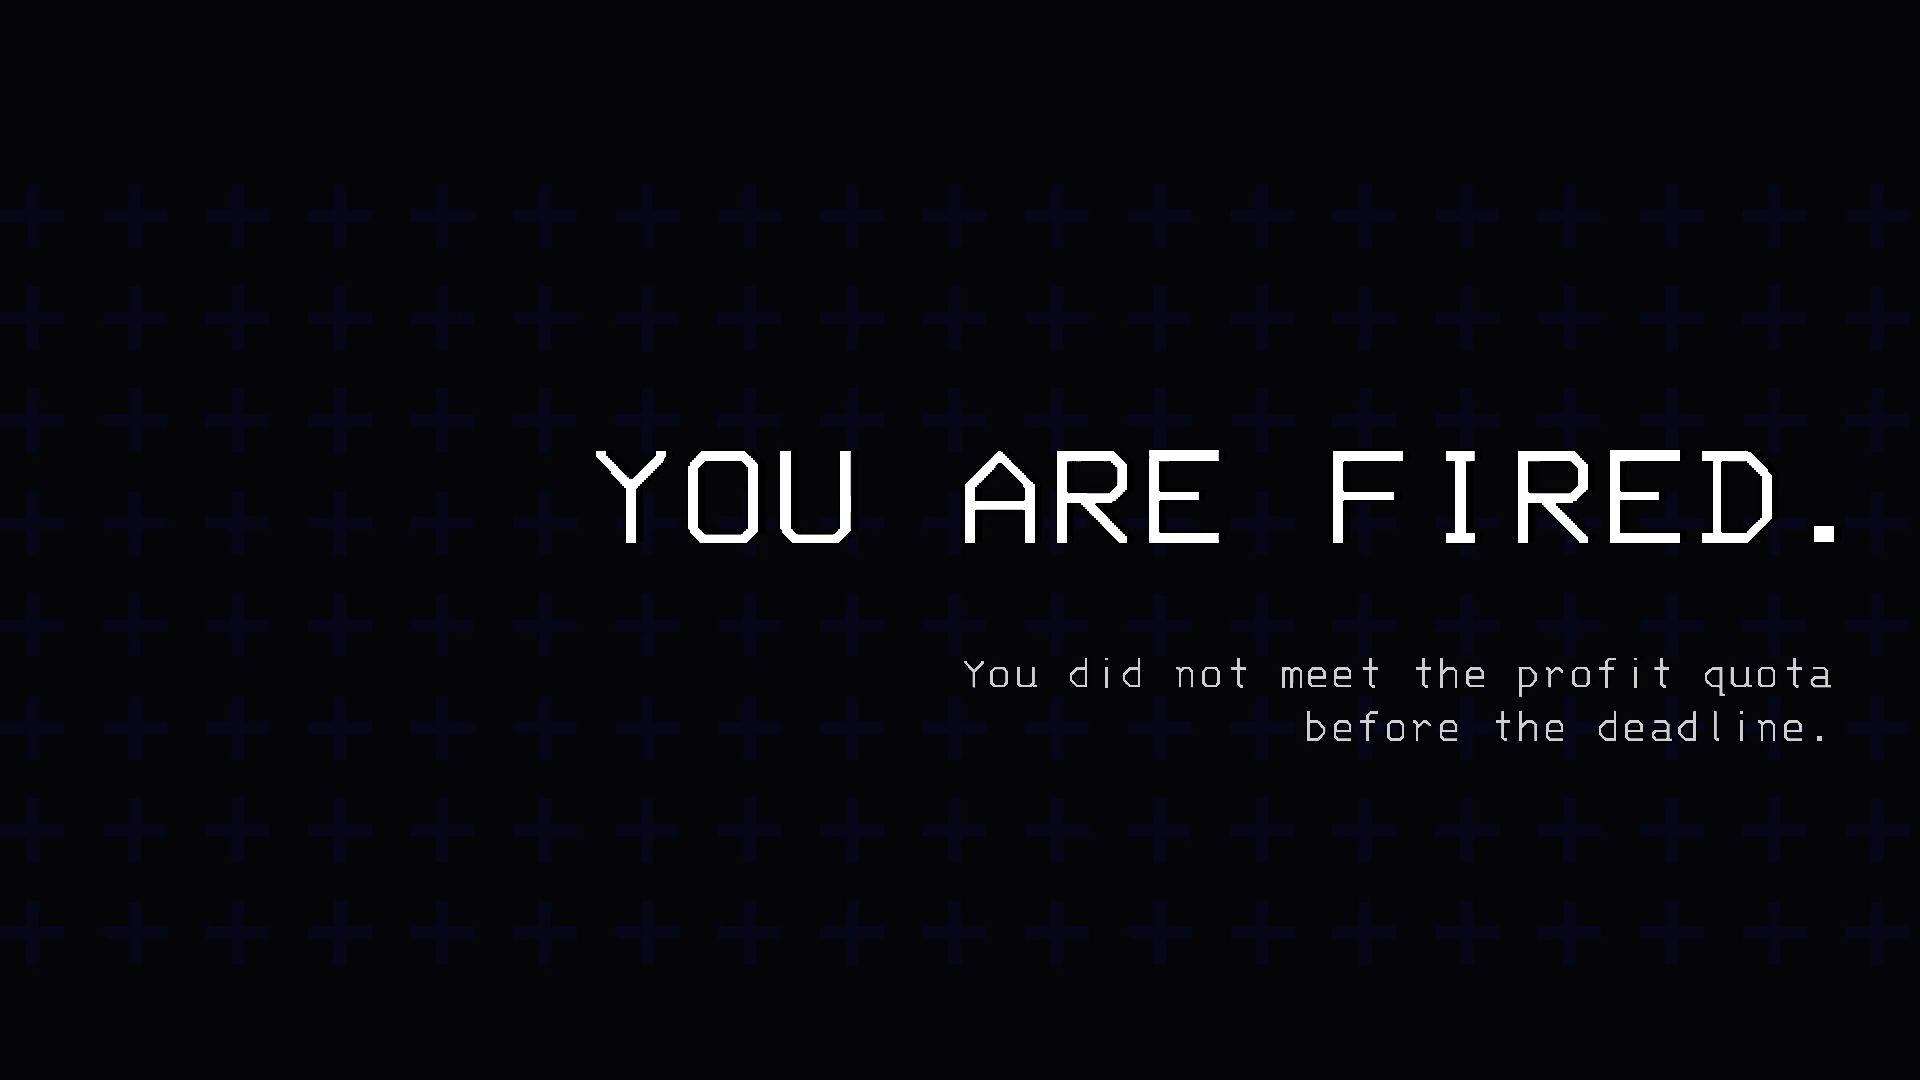 YOU ARE FIRED.
You did not meet the profit quota
before the deadline.